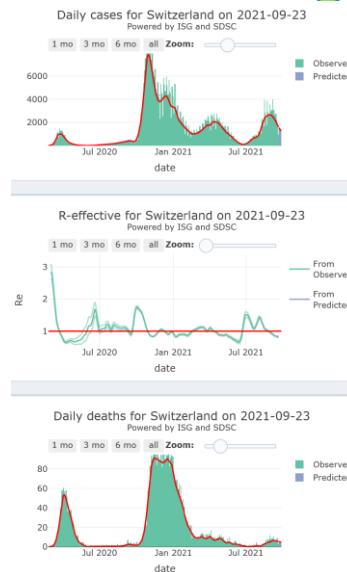 Daily cases for Switzerland on 2021-09-23
Powered by ISG and SDSC
1 mo 3 mo 6 mo all Zoom:
6000
4000
2000
Observe
Predicte
Jul 2020 Jan 2021 Jul 2021
date
R-effective for Switzerland on 2021-09-23
Powered by ISG and SDSC
1 mo 3 mo 6 mo all Zoom:
3
2
1
Re
From
Observe
From
Predicte
Jul 2020 Jan 2021 Jul 2021
date
Daily deaths for Switzerland on 2021-09-23
Powered by ISG and SDSC
1 mo 3 mo 6 mo all Zoom:
80
60
40
20
0
Observe
Predicte
Jul 2020 Jan 2021 Jul 2021
date